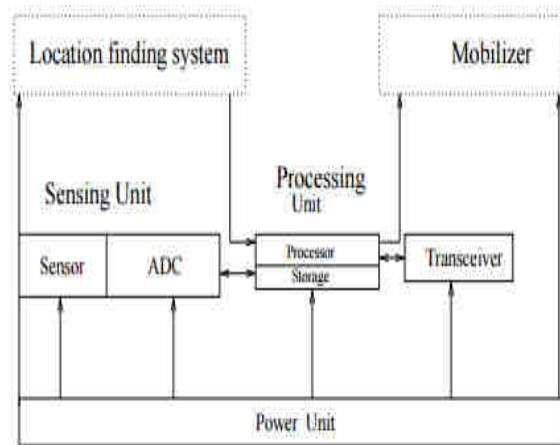 Location finding system
Mobilizer
Sensing Unit
Processing
Unit
Sensor
ADC
Processor
Storage
Transceiver
Power Unit